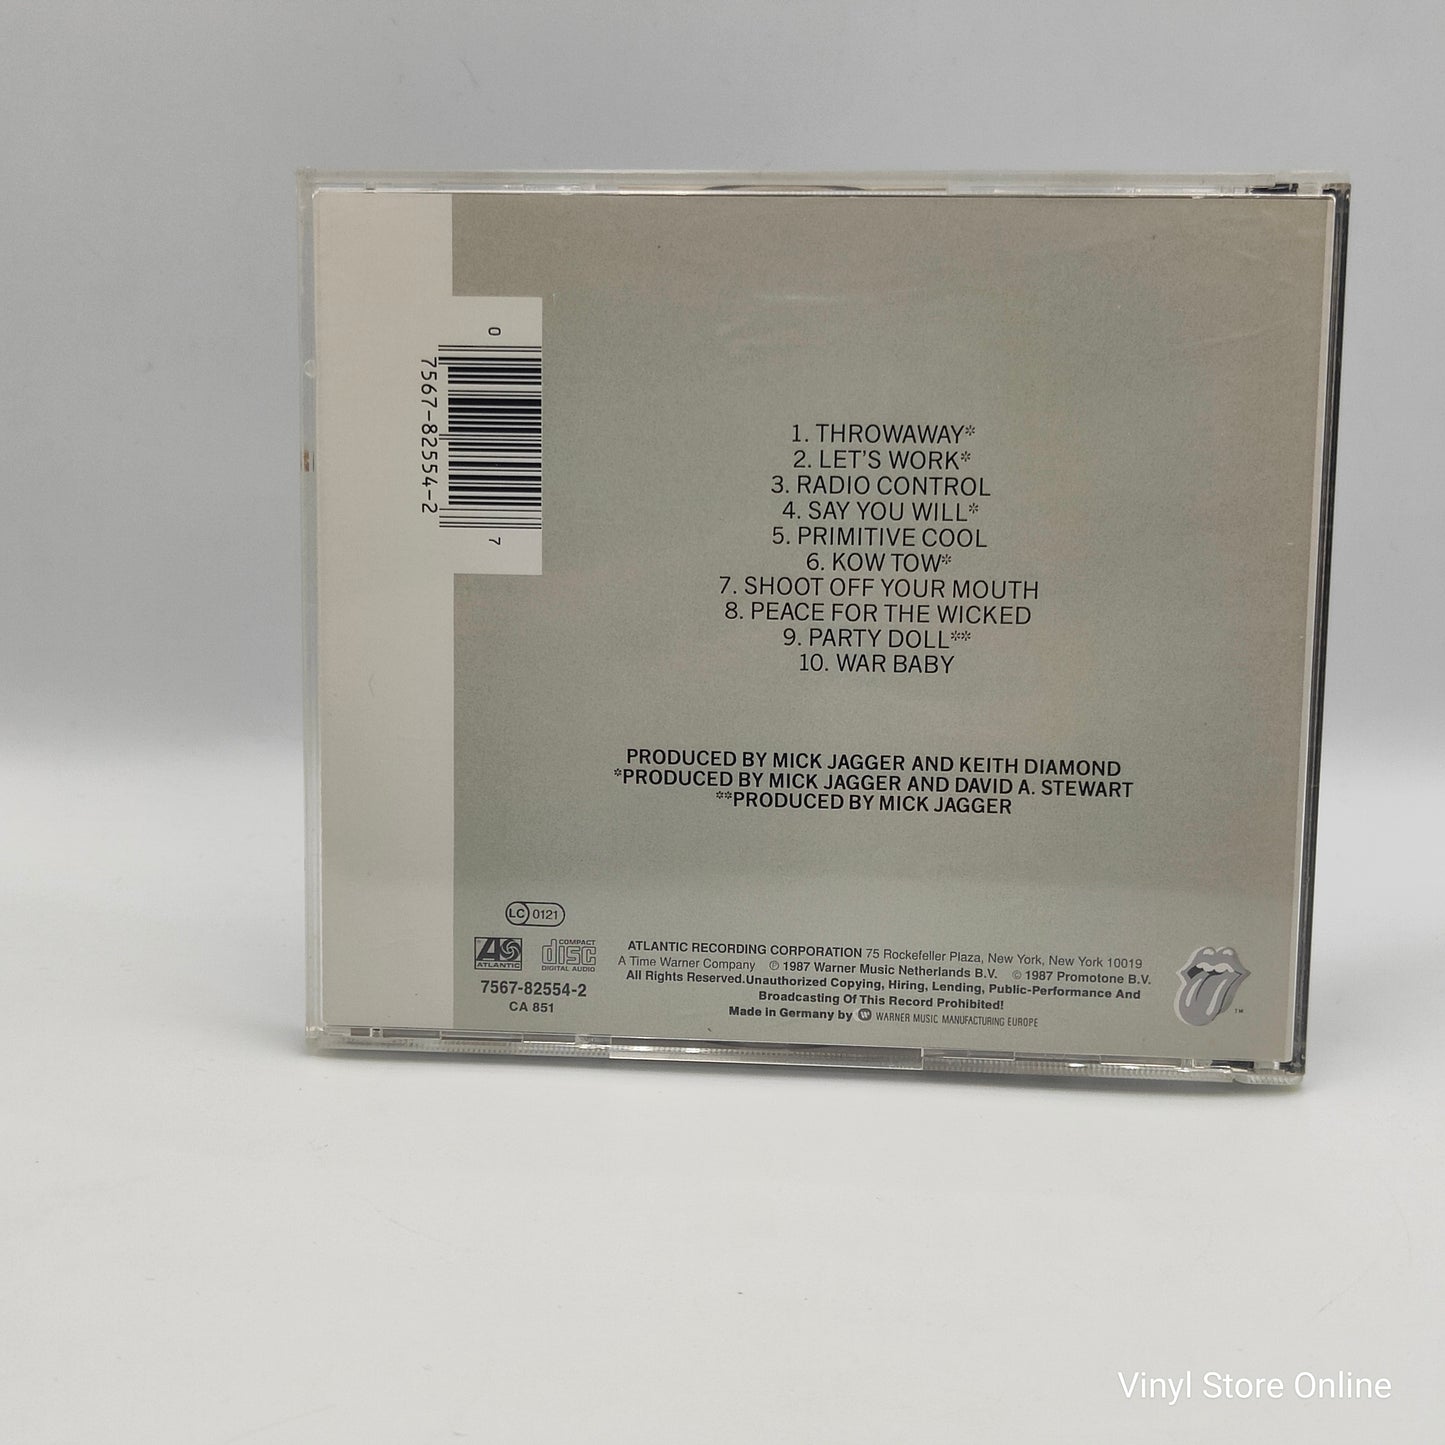 0
7567-82554-2
7
1. THROWAWAY*
2. LET'S WORK*
3. RADIO CONTROL
4. SAY YOU WILL*
5. PRIMITIVE COOL
6. KOW TOW*
7. SHOOT OFF YOUR MOUTH
8. PEACE FOR THE WICKED
9. PARTY DOLL**
10. WAR BABY
PRODUCED BY MICK JAGGER AND KEITH DIAMOND
*PRODUCED BY MICK JAGGER AND DAVID A. STEWART
**PRODUCED BY MICK JAGGER
LC 0121
ATLANTIC
COMPACT
disc
DIGITAL AUDIO
7567-82554-2
CA 851
ATLANTIC RECORDING CORPORATION 75 Rockefeller Plaza, New York, New York 10019
A Time Warner Company ℗ 1987 Warner Music Netherlands B.V. © 1987 Promotone B.V.
All Rights Reserved.Unauthorized Copying, Hiring, Lending, Public-Performance And
Broadcasting Of This Record Prohibited!
Made in Germany by WARNER MUSIC MANUFACTURING EUROPE
™
Vinyl Store Online